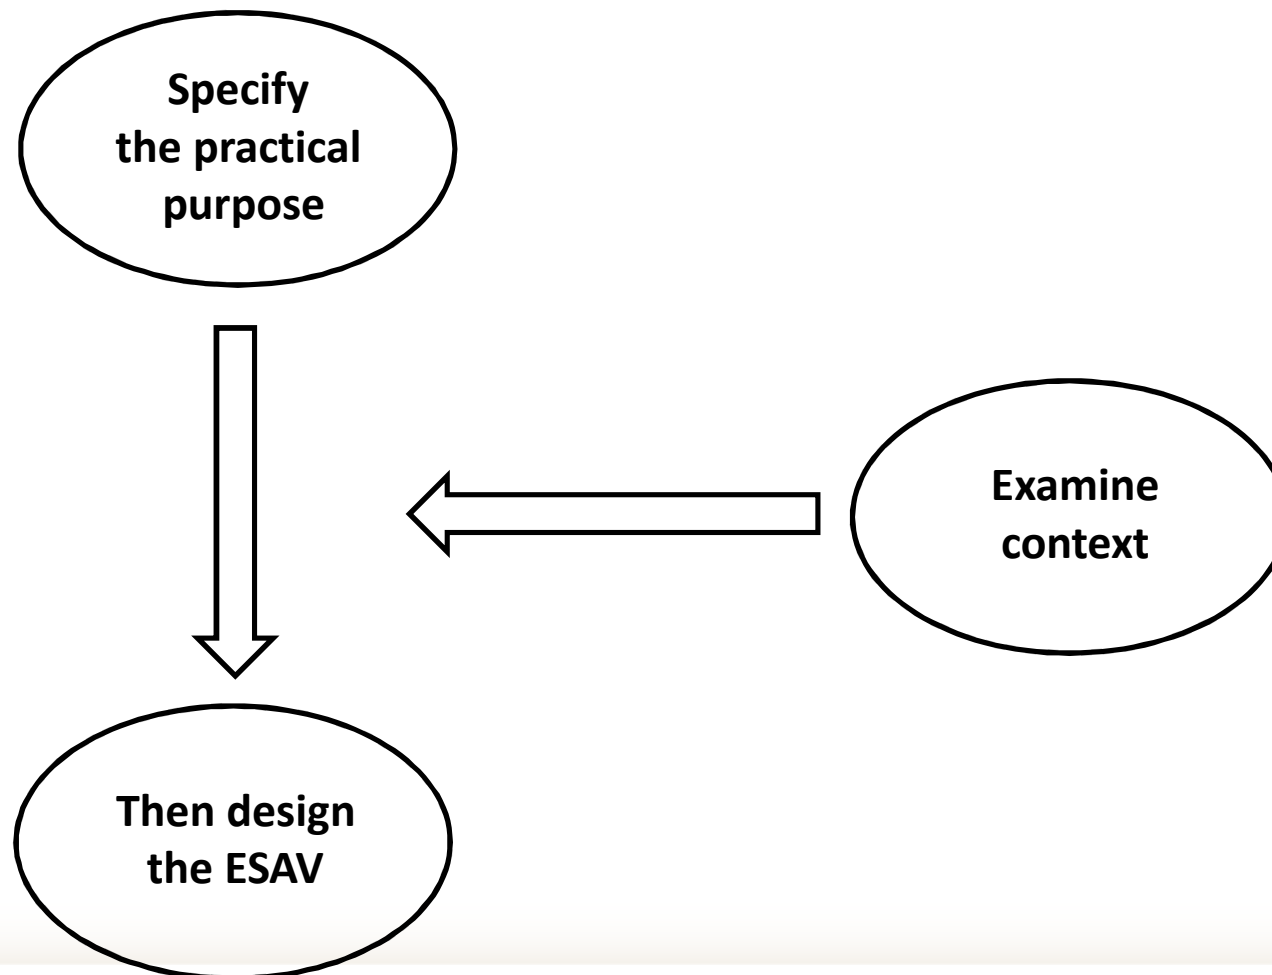 Specify
the practical
purpose
Examine
context
Then design
the ESAV